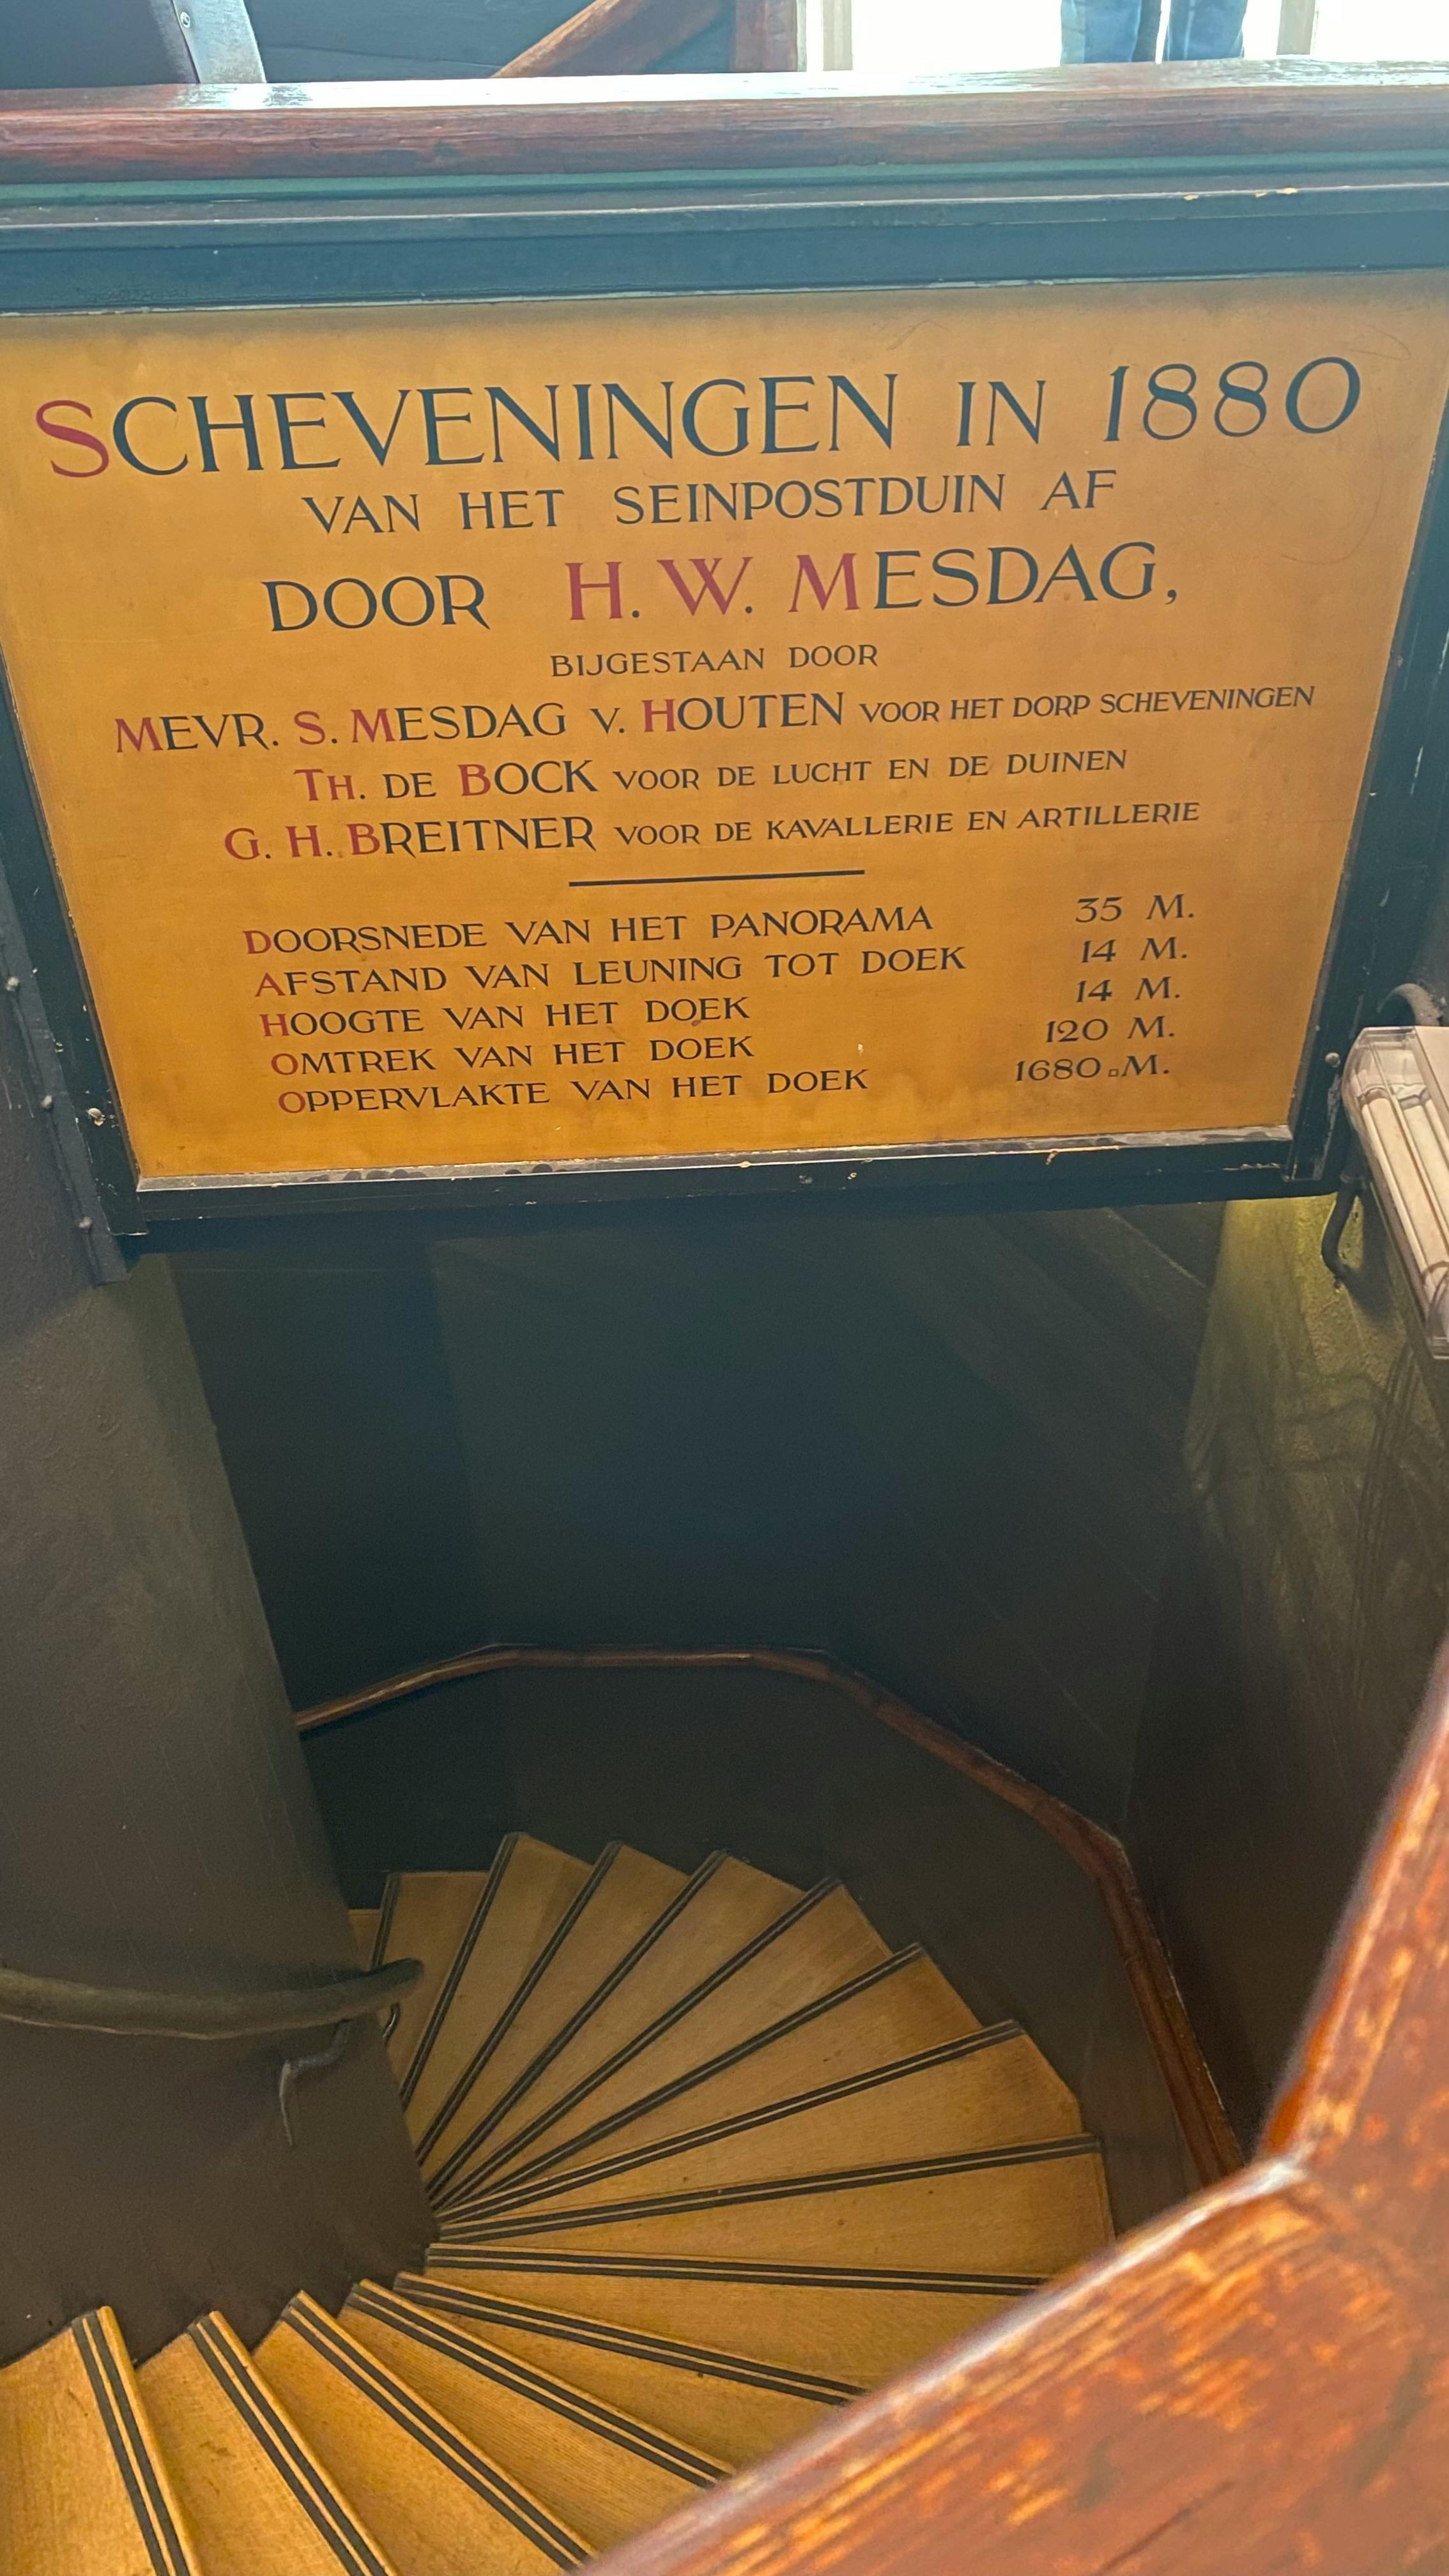 SCHEVENINGEN IN 1880
VAN HET SEINPOSTDUIN AF
DOOR H. W. MESDAG,
BIJGESTAAN DOOR
MEVR. S. MESDAG V. HOUTEN VOOR HET DORP SCHEVENINGEN
TH. DE BOCK VOOR DE LUCHT EN DE DUINEN
G. H. BREITNER VOOR DE KAVALLERIE EN ARTILLERIE
DOORSNEDE VAN HET PANORAMA 35 M.
AFSTAND VAN LEUNING TOT DOEK 14 M.
HOOGTE VAN HET DOEK 14 M.
OMTREK VAN HET DOEK 120 M.
OPPERVLAKTE VAN HET DOEK 1680 □M.